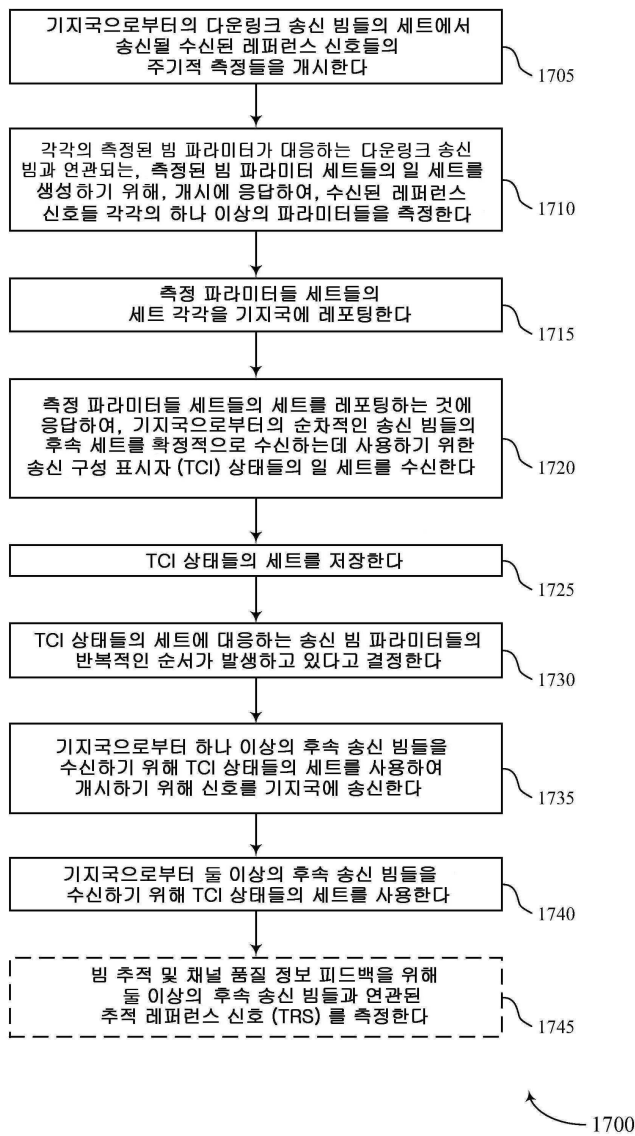 기지국으로부터의 다운링크 송신 빔들의 세트에서
송신될 수신된 레퍼런스 신호들의
주기적 측정들을 개시한다
1705
각각의 측정된 빔 파라미터가 대응하는 다운링크 송신
빔과 연관되는, 측정된 빔 파라미터 세트들의 일 세트를
생성하기 위해, 개시에 응답하여, 수신된 레퍼런스
신호들 각각의 하나 이상의 파라미터들을 측정한다
1710
측정 파라미터들 세트들의
세트 각각을 기지국에 레포팅한다
1715
측정 파라미터들 세트들의 세트를 레포팅하는 것에
응답하여, 기지국으로부터의 순차적인 송신 빔들의
후속 세트를 확정적으로 수신하는데 사용하기 위한
송신 구성 표시자 (TCI) 상태들의 일 세트를 수신한다
1720
TCI 상태들의 세트를 저장한다
1725
TCI 상태들의 세트에 대응하는 송신 빔 파라미터들의
반복적인 순서가 발생하고 있다고 결정한다
1730
기지국으로부터 하나 이상의 후속 송신 빔들을
수신하기 위해 TCI 상태들의 세트를 사용하여
개시하기 위해 신호를 기지국에 송신한다
1735
기지국으로부터 둘 이상의 후속 송신 빔들을
수신하기 위해 TCI 상태들의 세트를 사용한다
1740
빔 추적 및 채널 품질 정보 피드백을 위해
둘 이상의 후속 송신 빔들과 연관된
추적 레퍼런스 신호 (TRS) 를 측정한다
1745
1700